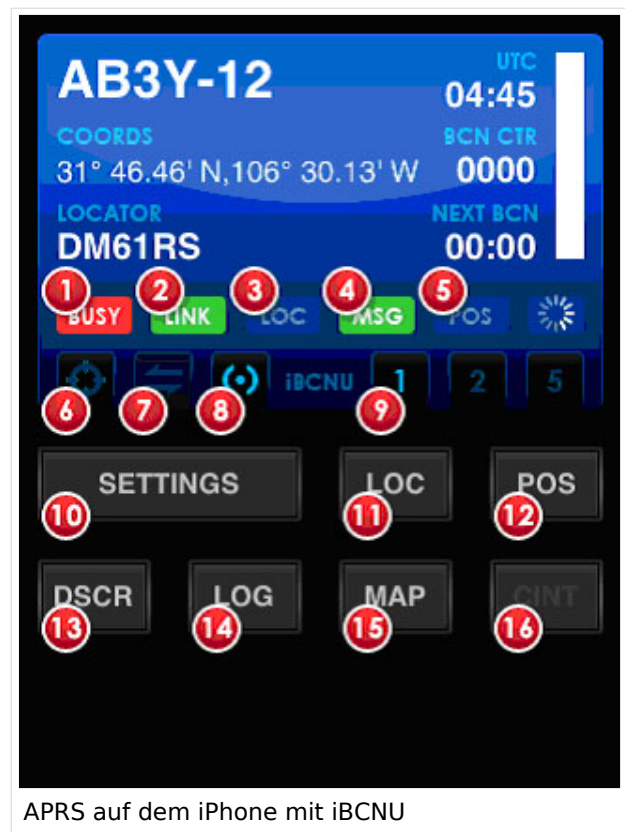 AB3Y-12
UTC
04:45
COORDS
BCN CTR
31° 46.46' N,106° 30.13' W
0000
LOCATOR
NEXT BCN
DM61RS
00:00
1 2 3 4 5
BUSY LINK LOC MSG POS
iBCNU 1 2 5
6 7 8 9
SETTINGS LOC POS
10 11 12
DSCR LOG MAP CINT
13 14 15 16
APRS auf dem iPhone mit iBCNU